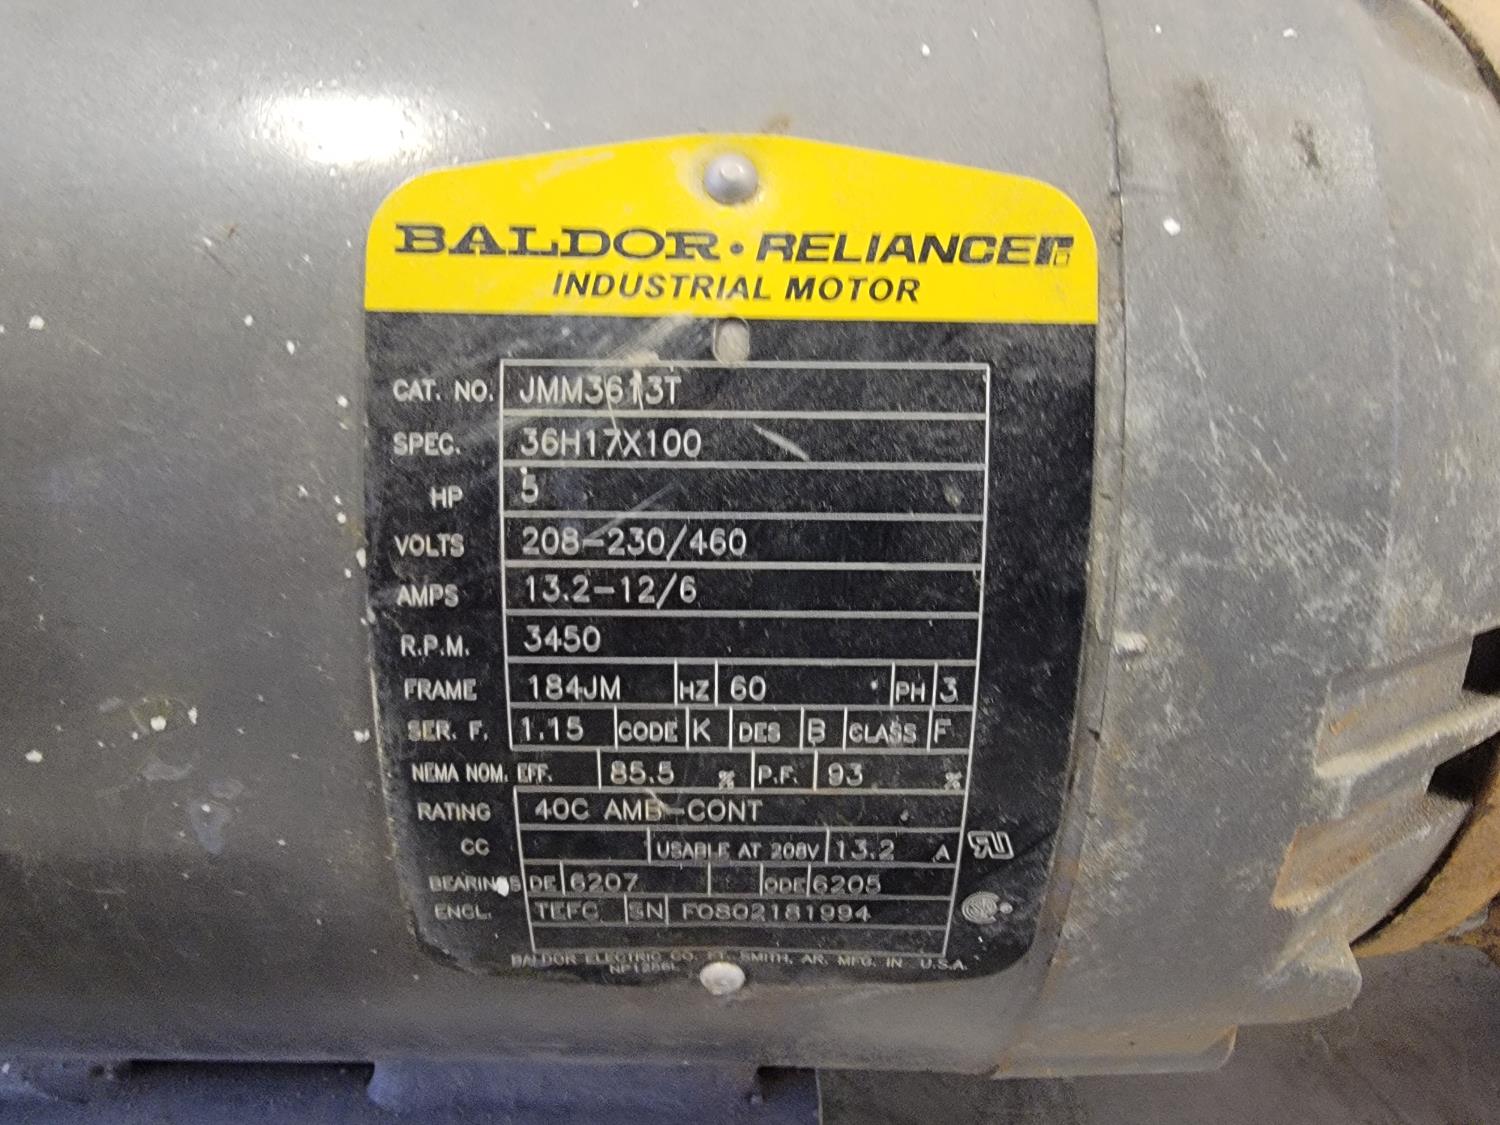 BALDOR • RELIANCE
INDUSTRIAL MOTOR
CAT. NO. JMM3613T
SPEC. 36H17X100
HP 5
VOLTS 208-230/460
AMPS 13.2-12/6
R.P.M. 3450
FRAME 184JM HZ 60 PH 3
SER. F. 1.15 CODE K DES B CLASS F
NEMA NOM. EFF. 85.5 % P.F. 93 %
RATING 40C AMB-CONT
CC USABLE AT 208V 13.2 A
BEARINGS DE 6207 ODE 6205
ENCL. TEFC SN F0802181994
BALDOR ELECTRIC CO. FT. SMITH, AR. MFG. IN U.S.A.
NP1256L